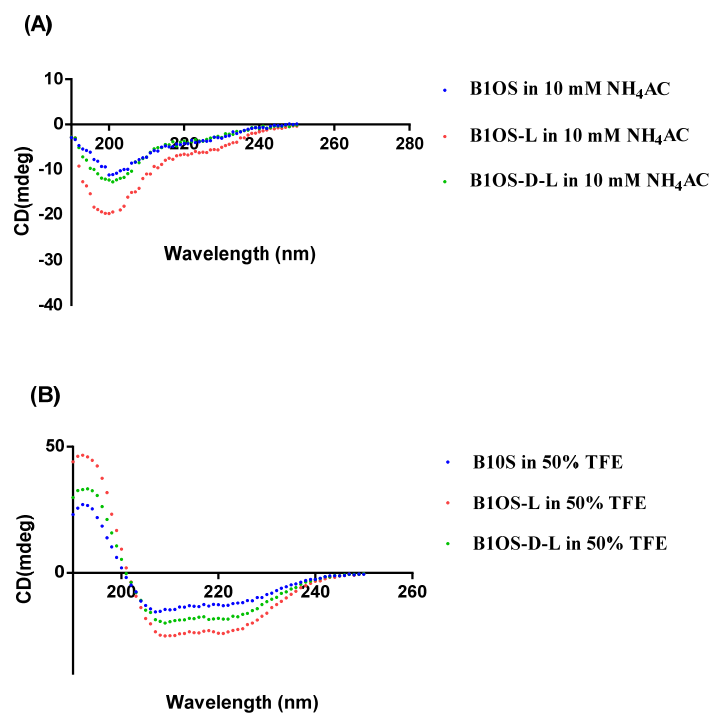 (A)
10
0
-10
-20
-30
-40
200
220
240
260
280
CD(mdeg)
Wavelength (nm)
B1OS in 10 mM NH₄AC
B1OS-L in 10 mM NH₄AC
B1OS-D-L in 10 mM NH₄AC
(B)
50
0
200
220
240
260
CD(mdeg)
Wavelength (nm)
B10S in 50% TFE
B1OS-L in 50% TFE
B1OS-D-L in 50% TFE